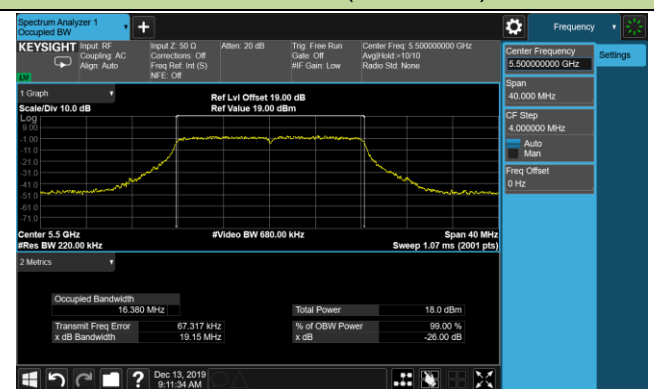 Spectrum Analyzer 1
Occupied BW
Frequency
KEYSIGHT
Input: RF
Coupling: AC
Align: Auto
Input Z: 50 Ω
Corrections: Off
Freq Ref: Int (S)
NFE: Off
Atten: 20 dB
Trig: Free Run
Gate: Off
#IF Gain: Low
Center Freq: 5.500000000 GHz
Avg|Hold:>10/10
Radio Std: None
Center Frequency
5.500000000 GHz
Settings
Span
40.000 MHz
CF Step
4.000000 MHz
Auto
Man
Freq Offset
0 Hz
1 Graph
Scale/Div 10.0 dB
Ref Lvl Offset 19.00 dB
Ref Value 19.00 dBm
Log
9.00
-1.00
-11.0
-21.0
-31.0
-41.0
-51.0
-61.0
-71.0
Center 5.5 GHz
#Res BW 220.00 kHz
#Video BW 680.00 kHz
Span 40 MHz
Sweep 1.07 ms (2001 pts)
2 Metrics
Occupied Bandwidth
16.380 MHz
Total Power 18.0 dBm
Transmit Freq Error 67.317 kHz
% of OBW Power 99.00 %
x dB Bandwidth 19.15 MHz
x dB -26.00 dB
Dec 13, 2019
9:11:34 AM